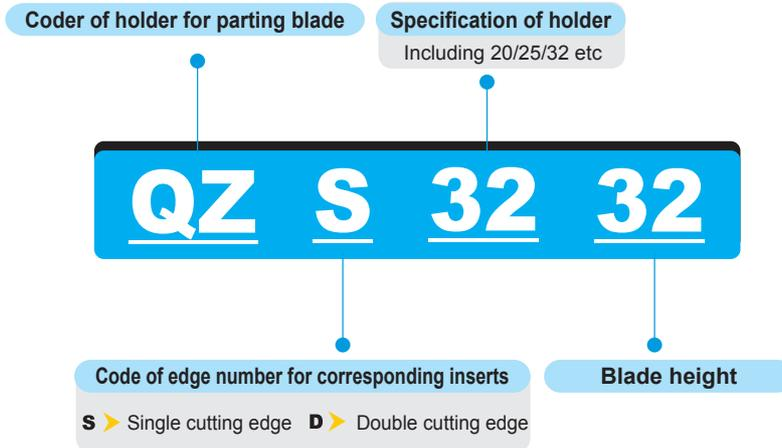 Coder of holder for parting blade
Specification of holder
Including 20/25/32 etc
QZ S 32 32
Code of edge number for corresponding inserts
S Single cutting edge D Double cutting edge
Blade height